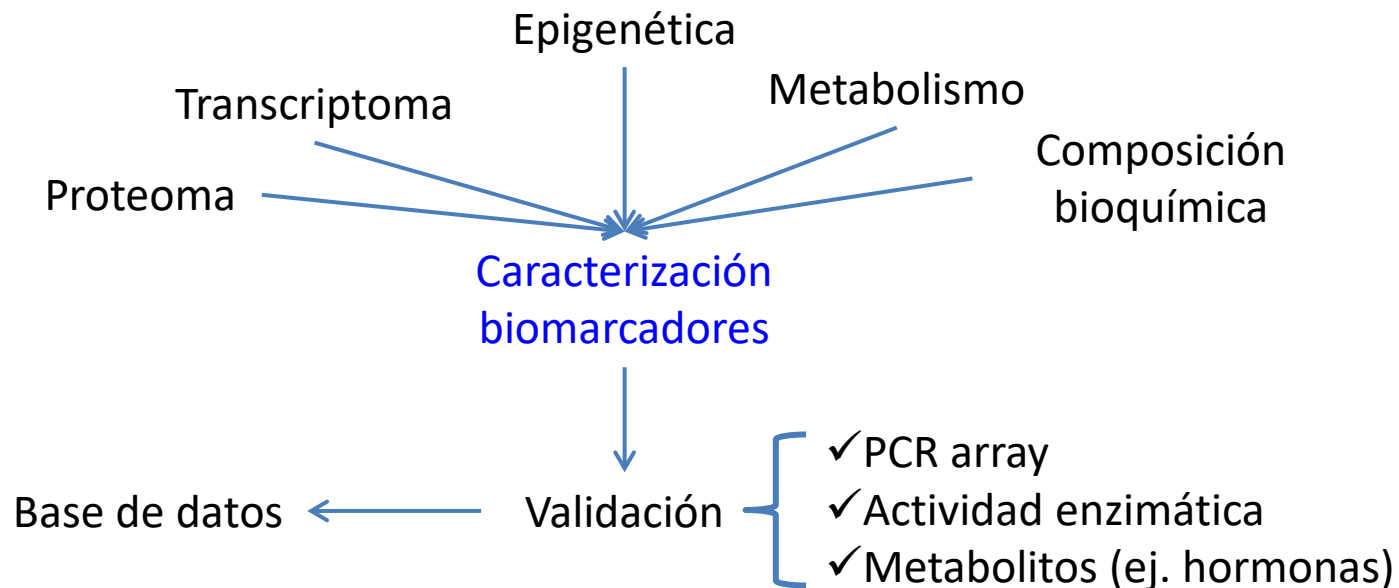 Epigenética
Transcriptoma
Metabolismo
Proteoma
Composición
bioquímica
Caracterización
biomarcadores
Base de datos
Validación
✓PCR array
✓Actividad enzimática
✓Metabolitos (ej. hormonas)